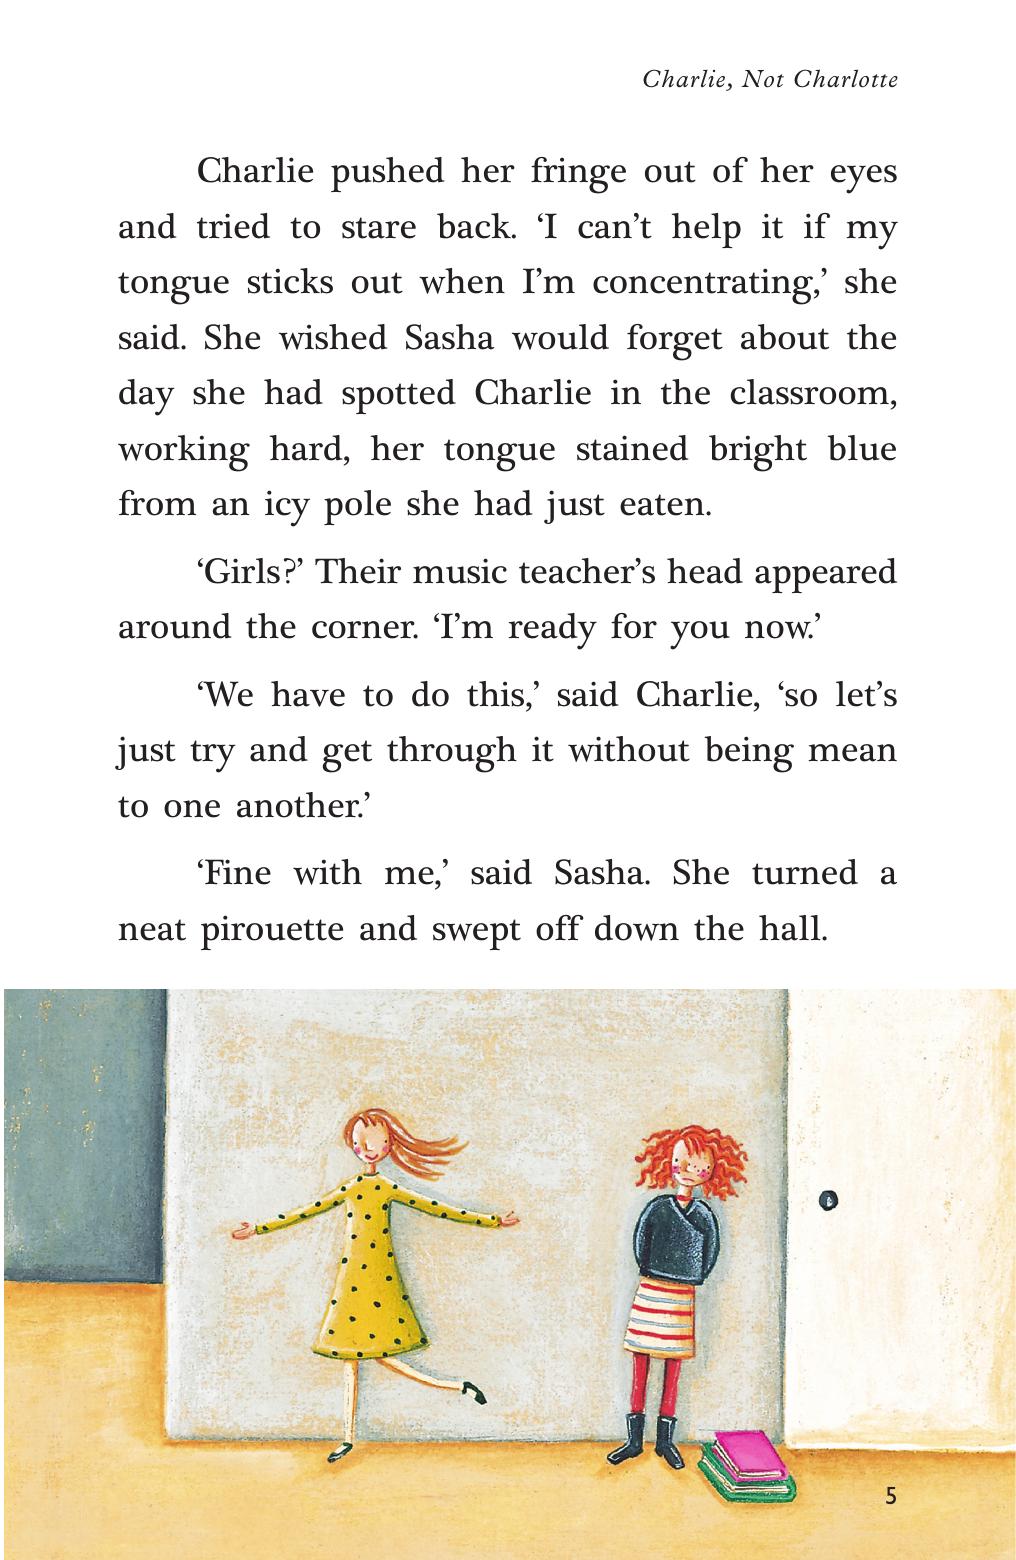 Charlie, Not Charlotte
Charlie pushed her fringe out of her eyes
and tried to stare back. ‘I can’t help it if my
tongue sticks out when I’m concentrating,’ she
said. She wished Sasha would forget about the
day she had spotted Charlie in the classroom,
working hard, her tongue stained bright blue
from an icy pole she had just eaten.
‘Girls?’ Their music teacher’s head appeared
around the corner. ‘I’m ready for you now.’
‘We have to do this,’ said Charlie, ‘so let’s
just try and get through it without being mean
to one another.’
‘Fine with me,’ said Sasha. She turned a
neat pirouette and swept off down the hall.
5